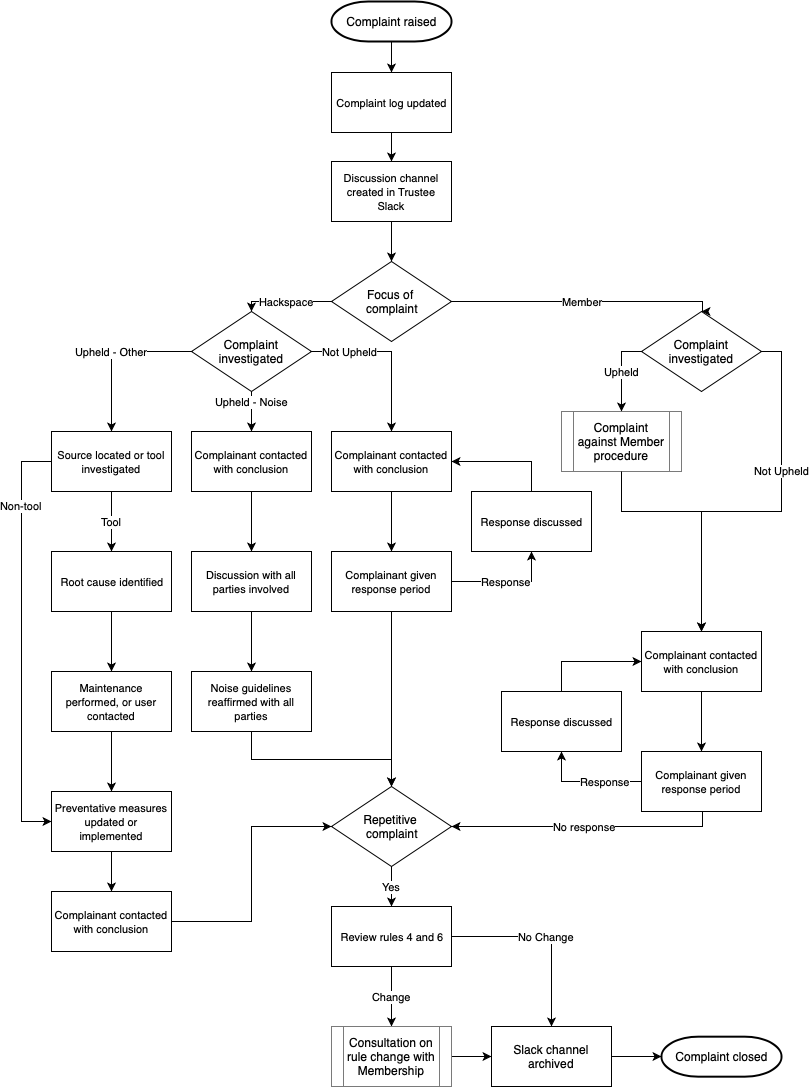 Complaint raised
Complaint log updated
Discussion channel
created in Trustee
Slack
Focus of
complaint
Hackspace
Member
Complaint
investigated
Complaint
investigated
Upheld - Other
Not Upheld
Upheld
Upheld - Noise
Complaint
against Member
procedure
Not Upheld
Source located or tool
investigated
Complainant contacted
with conclusion
Complainant contacted
with conclusion
Non-tool
Tool
Response discussed
Root cause identified
Discussion with all
parties involved
Complainant given
response period
Response
Complainant contacted
with conclusion
Maintenance
performed, or user
contacted
Noise guidelines
reaffirmed with all
parties
Response discussed
Complainant given
response period
Response
Preventative measures
updated or
implemented
Repetitive
complaint
No response
Complainant contacted
with conclusion
Yes
Review rules 4 and 6
No Change
Change
Consultation on
rule change with
Membership
Slack channel
archived
Complaint closed